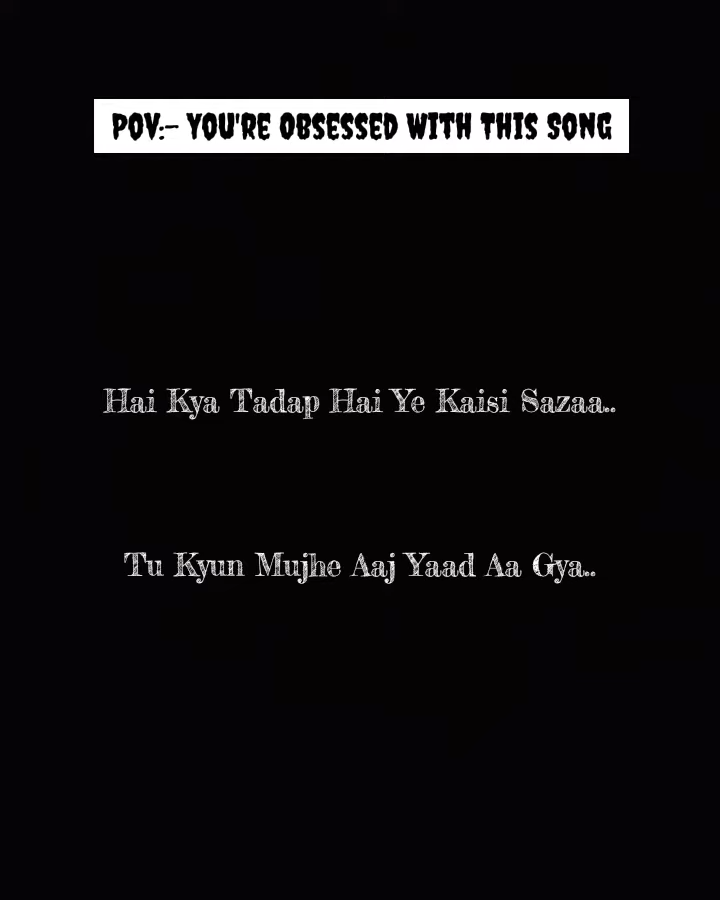 POV:- YOU'RE OBSESSED WITH THIS SONG
Hai Kya Tadap Hai Ye Kaisi Sazaa..
Tu Kyun Mujhe Aaj Yaad Aa Gya..